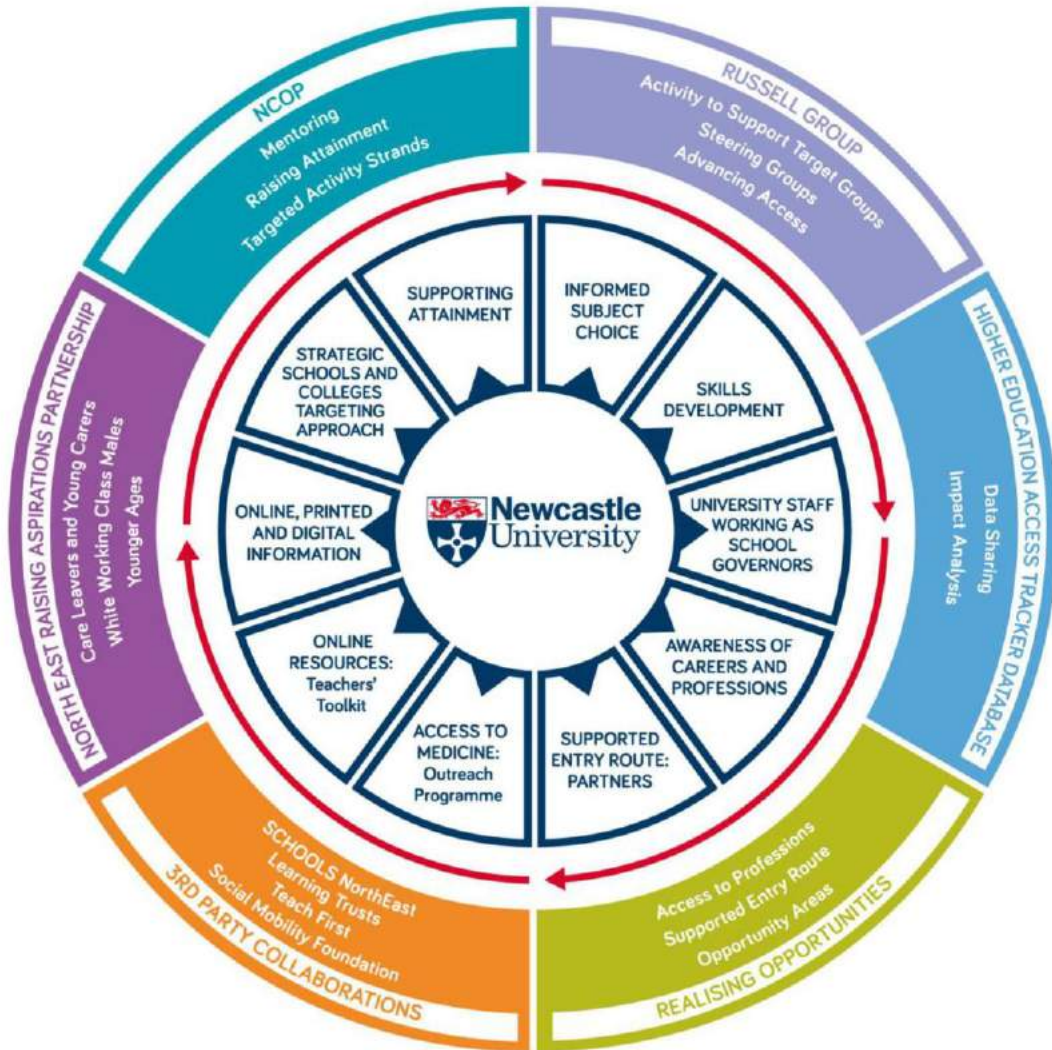 NCOP
Mentoring
Raising Attainment
Targeted Activity Strands
RUSSELL GROUP
Activity to Support Target Groups
Steering Groups
Advancing Access
HIGHER EDUCATION ACCESS TRACKER DATABASE
Data Sharing
Impact Analysis
Access to Professions
Supported Entry Route
Opportunity Areas
REALISING OPPORTUNITIES
SCHOOLS NorthEast
Learning Trusts
Teach First
Social Mobility Foundation
3RD PARTY COLLABORATIONS
NORTH EAST RAISING ASPIRATIONS PARTNERSHIP
Care Leavers and Young Carers
White Working Class Males
Younger Ages
SUPPORTING
ATTAINMENT
INFORMED
SUBJECT
CHOICE
SKILLS
DEVELOPMENT
UNIVERSITY STAFF
WORKING AS
SCHOOL
GOVERNORS
AWARENESS OF
CAREERS AND
PROFESSIONS
SUPPORTED
ENTRY ROUTE:
PARTNERS
ACCESS TO
MEDICINE:
Outreach
Programme
ONLINE
RESOURCES:
Teachers'
Toolkit
ONLINE, PRINTED
AND DIGITAL
INFORMATION
STRATEGIC
SCHOOLS AND
COLLEGES
TARGETING
APPROACH
Newcastle
University